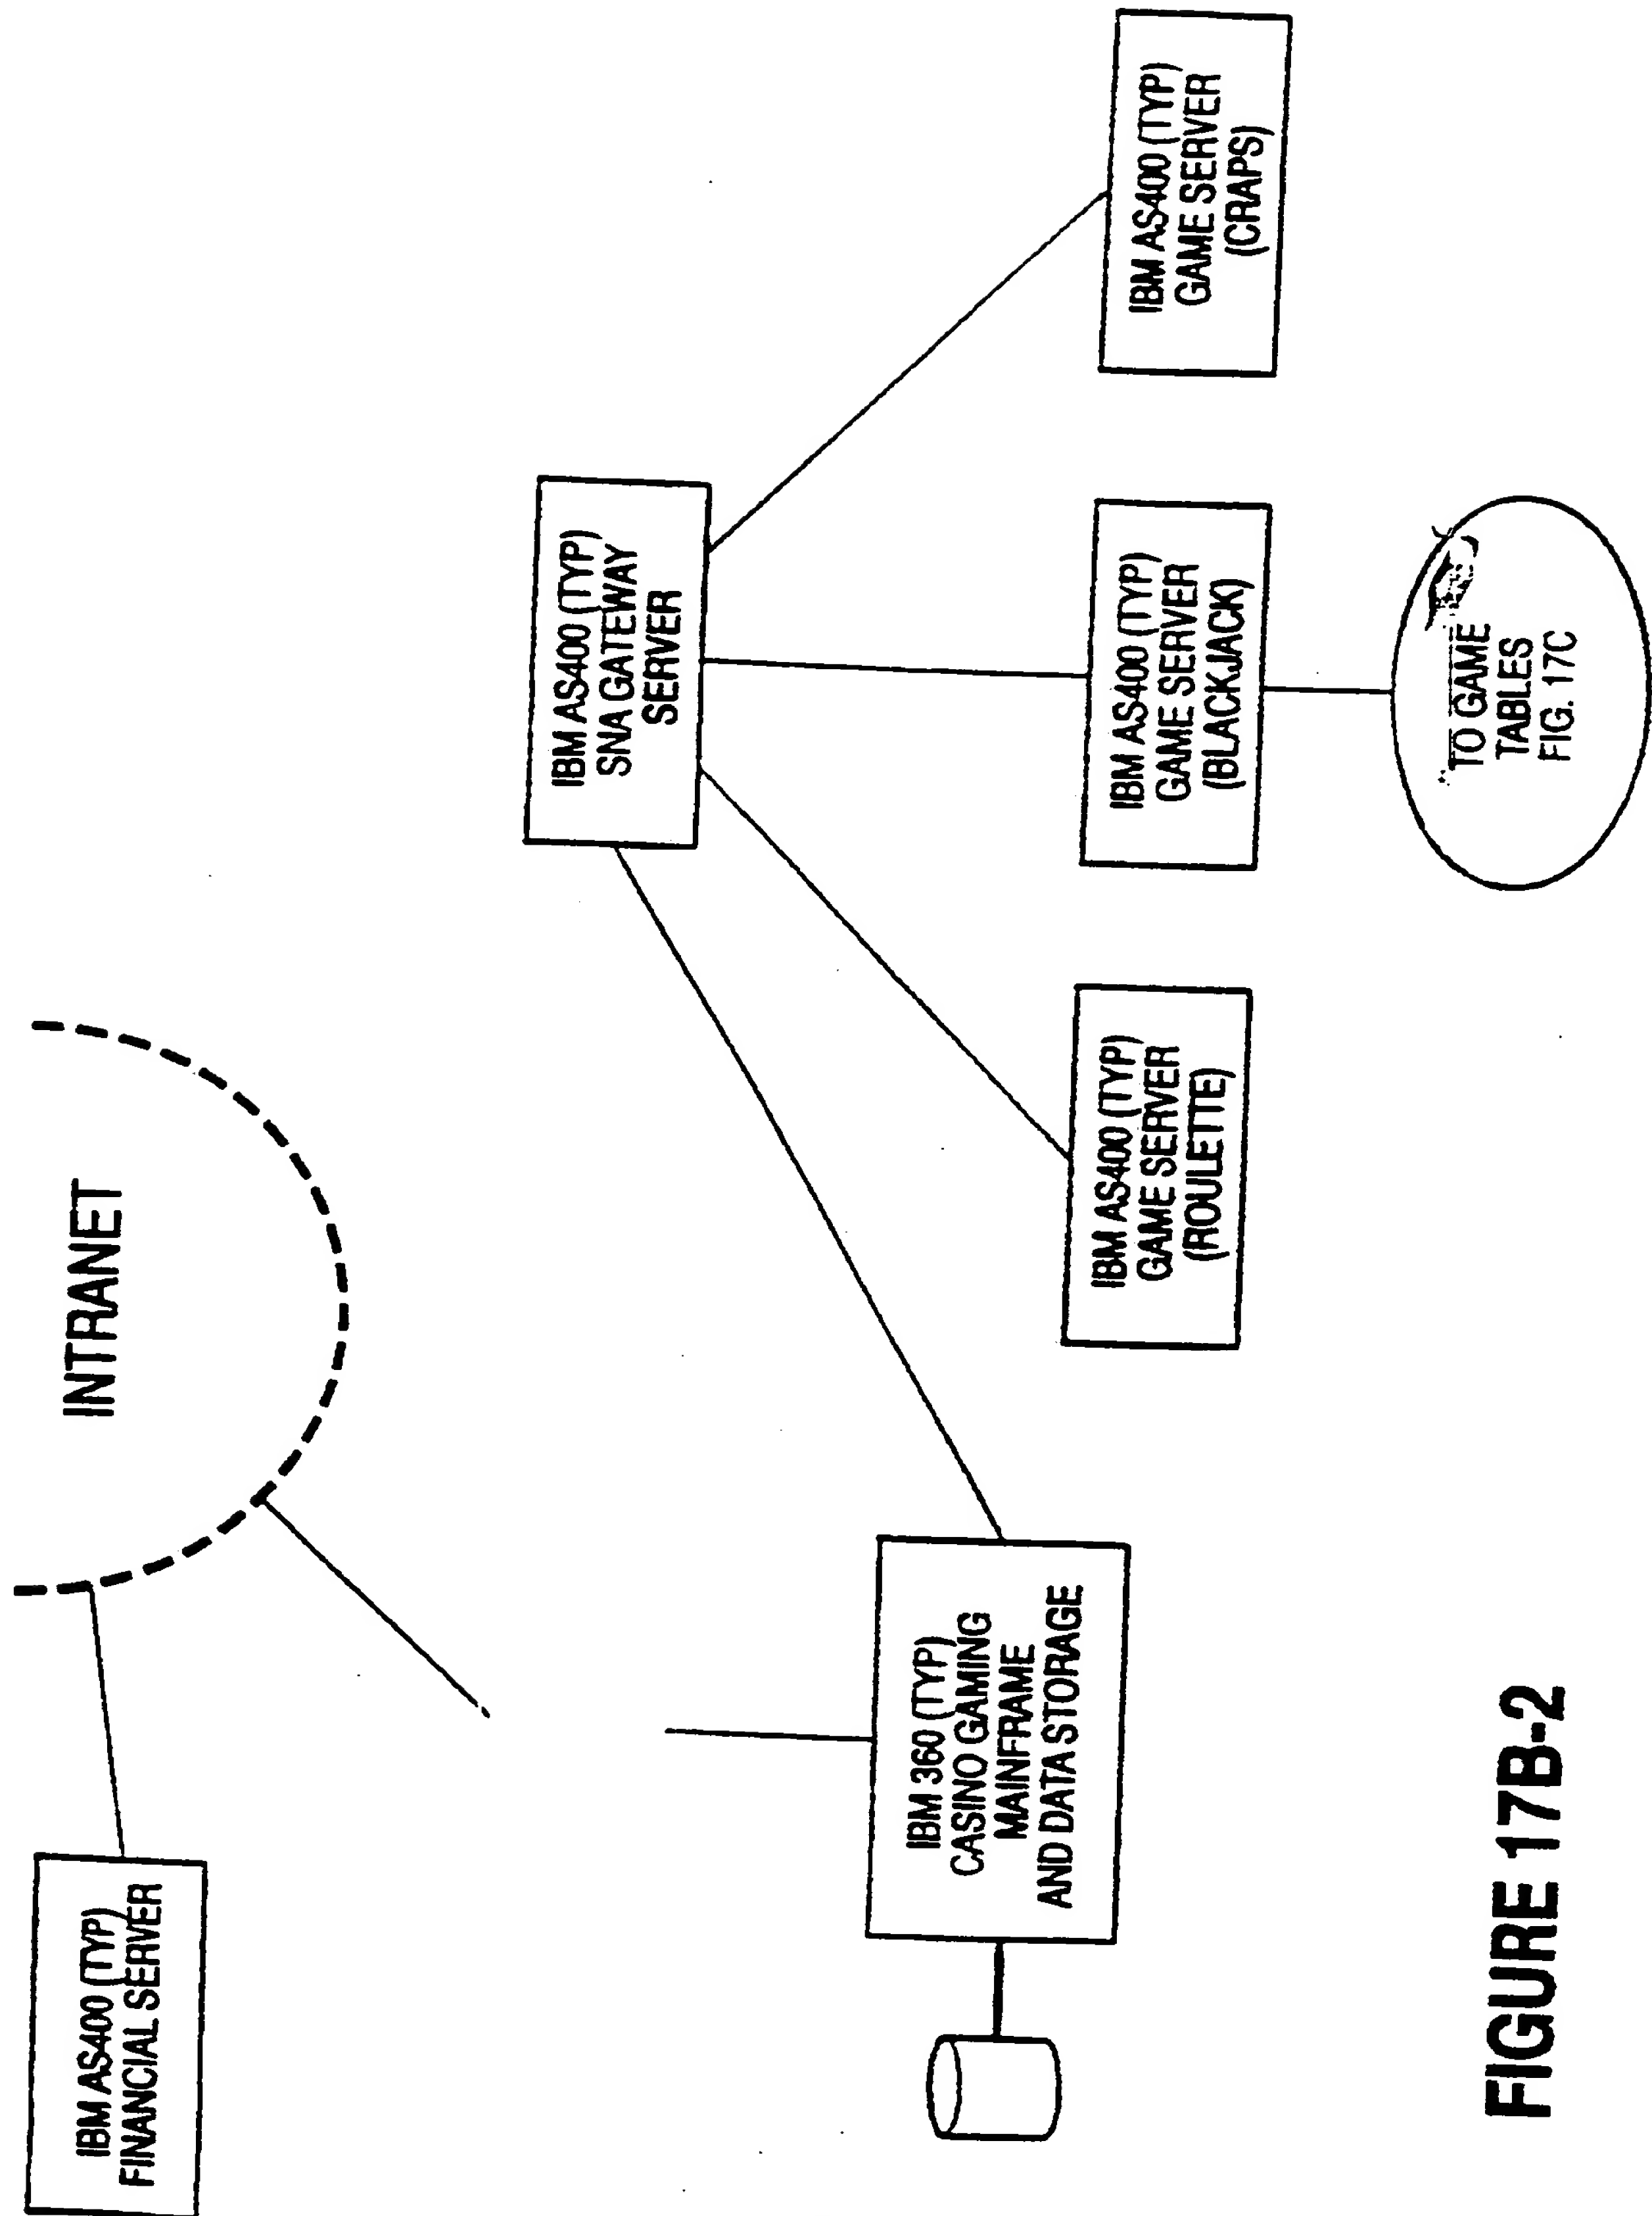 INTRANET
IBM AS400 (TYP)
FINANCIAL SERVER
IBM AS400 (TYP)
SNA GATEWAY
SERVER
IBM 360 (TYP)
CASINO GAMING
MAINFRAME
AND DATA STORAGE
IBM AS400 (TYP)
GAME SERVER
(ROULETTE)
IBM AS400 (TYP)
GAME SERVER
(BLACKJACK)
IBM AS400 (TYP)
GAME SERVER
(CRAPS)
TO GAME
TABLES
FIG. 17C
FIGURE 17B-2